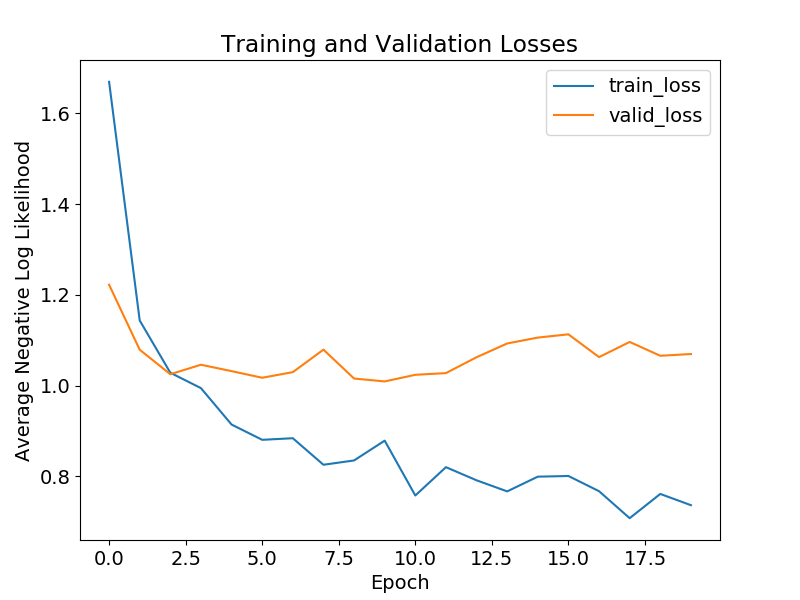 Training and Validation Losses
train_loss
valid_loss
Average Negative Log Likelihood
1.6
1.4
1.2
1.0
0.8
0.0 2.5 5.0 7.5 10.0 12.5 15.0 17.5
Epoch